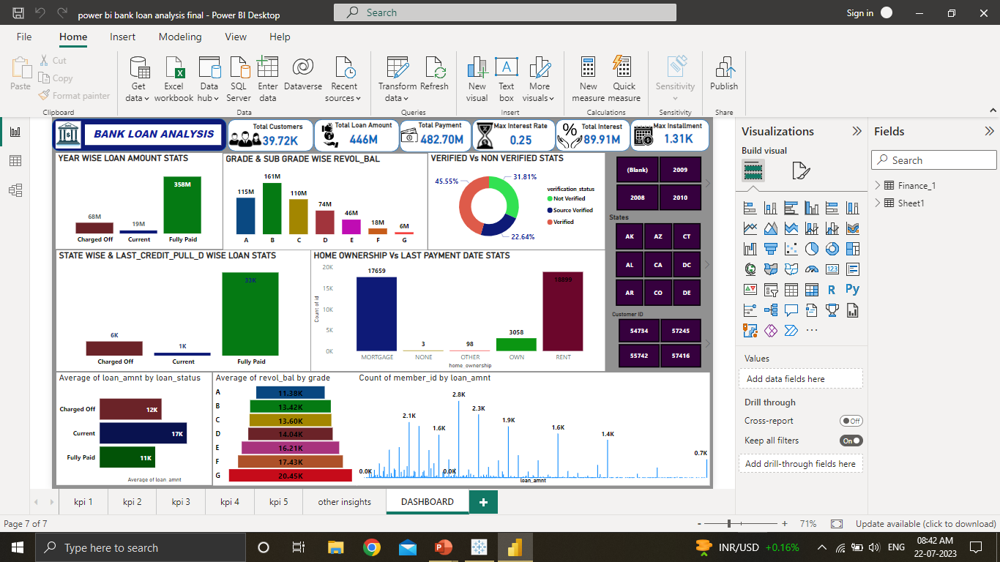 power bi bank loan analysis final - Power BI Desktop
Search
Sign in
File Home Insert Modeling View Help
Paste
Cut
Copy
Format painter
Clipboard
Get data
Excel workbook
Data hub
SQL Server
Enter data
Dataverse
Recent sources
Data
Transform data
Refresh
Queries
New visual
Text box
More visuals
Insert
New measure
Quick measure
Calculations
Sensitivity
Sensitivity
Publish
Share
BANK LOAN ANALYSIS
Total Customers
39.72K
Total Loan Amount
446M
Total Payment
482.70M
Max Interest Rate
0.25
Total Interest
89.91M
Max Installment
1.31K
YEAR WISE LOAN AMOUNT STATS
68M
19M
358M
Charged Off Current Fully Paid
GRADE & SUB GRADE WISE REVOL_BAL
115M
161M
110M
74M
46M
18M
6M
A B C D E F G
VERIFIED Vs NON VERIFIED STATS
45.55%
31.81%
22.64%
verification_status
Not Verified
Source Verified
Verified
(Blank) 2009
2008 2010
States
AK AZ CT
AL CA DC
AR CO DE
Customer ID
54734 57245
55742 57416
STATE WISE & LAST_CREDIT_PULL_D WISE LOAN STATS
6K
1K
33K
Charged Off Current Fully Paid
HOME OWNERSHIP Vs LAST PAYMENT DATE STATS
Count of id
20K
15K
10K
5K
0K
17659
3
98
3058
18899
MORTGAGE NONE OTHER OWN RENT
home_ownership
Average of loan_amnt by loan_status
Charged Off 12K
Current 17K
Fully Paid 11K
Average of loan_amnt
Average of revol_bal by grade
A 11.38K
B 13.42K
C 13.60K
D 14.04K
E 16.21K
F 17.43K
G 20.45K
Count of member_id by loan_amnt
0.0K
2.1K
1.6K
0.0K
2.8K
2.3K
1.9K
1.6K
1.4K
0.7K
loan_amnt
Visualizations
Build visual
123
R
Py
Values
Add data fields here
Drill through
Cross-report
Off
Keep all filters
On
Add drill-through fields here
Fields
Search
Finance_1
Sheet1
kpi 1 kpi 2 kpi 3 kpi 4 kpi 5 other insights DASHBOARD
Page 7 of 7
- + 71%
Update available (click to download)
Type here to search
INR/USD +0.16%
ENG
08:42 AM
22-07-2023